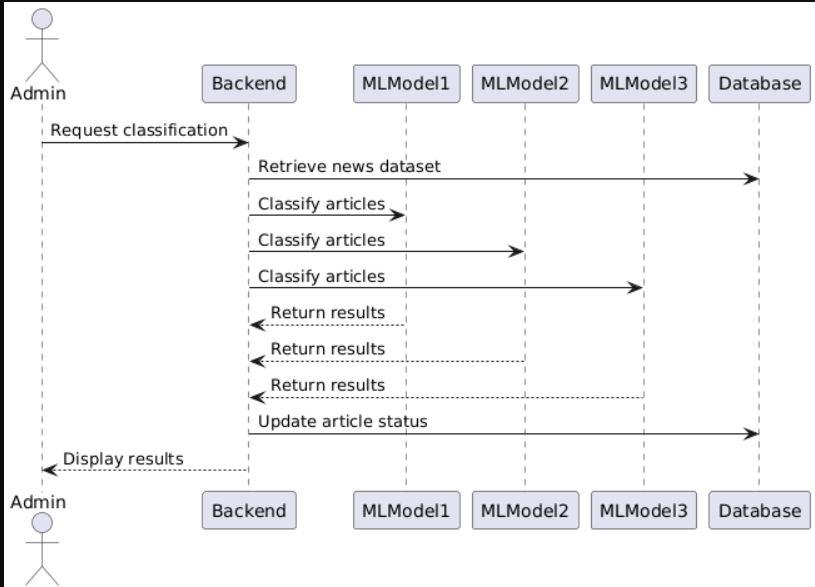 Admin
Backend
MLModel1
MLModel2
MLModel3
Database
Request classification
Retrieve news dataset
Classify articles
Classify articles
Classify articles
Return results
Return results
Return results
Update article status
Display results
Admin
Backend
MLModel1
MLModel2
MLModel3
Database